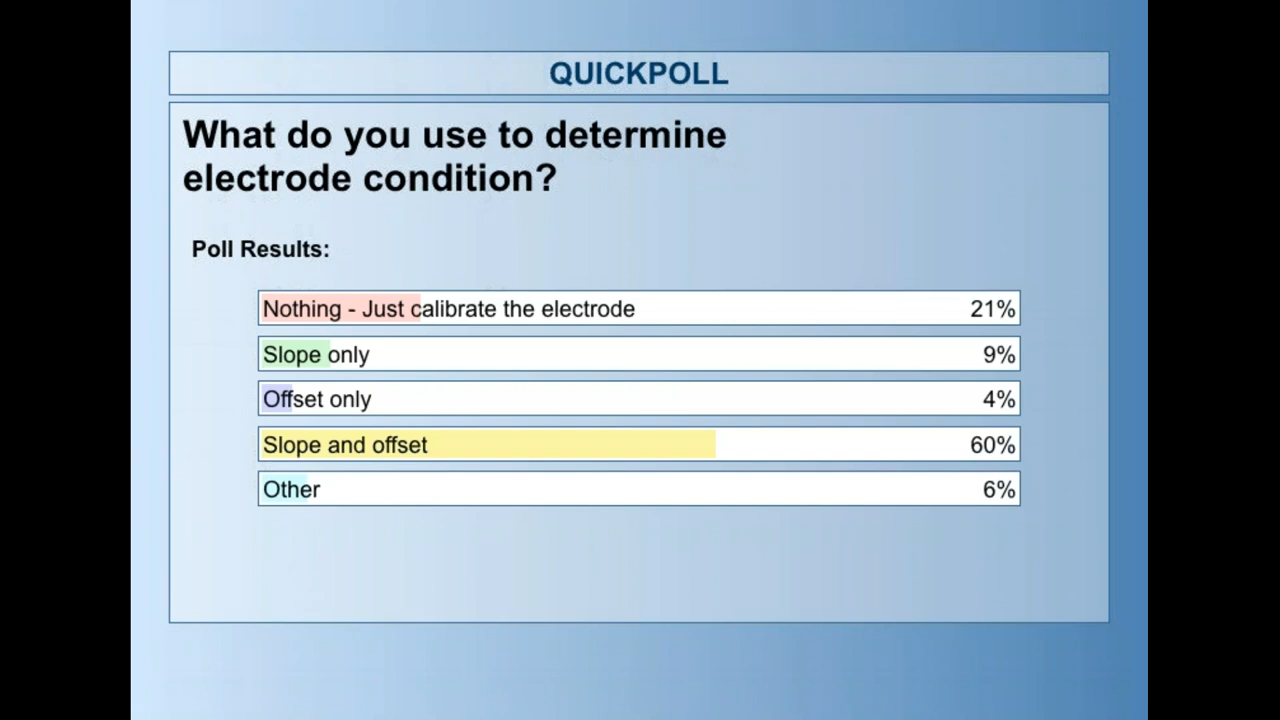 QUICKPOLL
What do you use to determine
electrode condition?
Poll Results:
Nothing - Just calibrate the electrode 21%
Slope only 9%
Offset only 4%
Slope and offset 60%
Other 6%